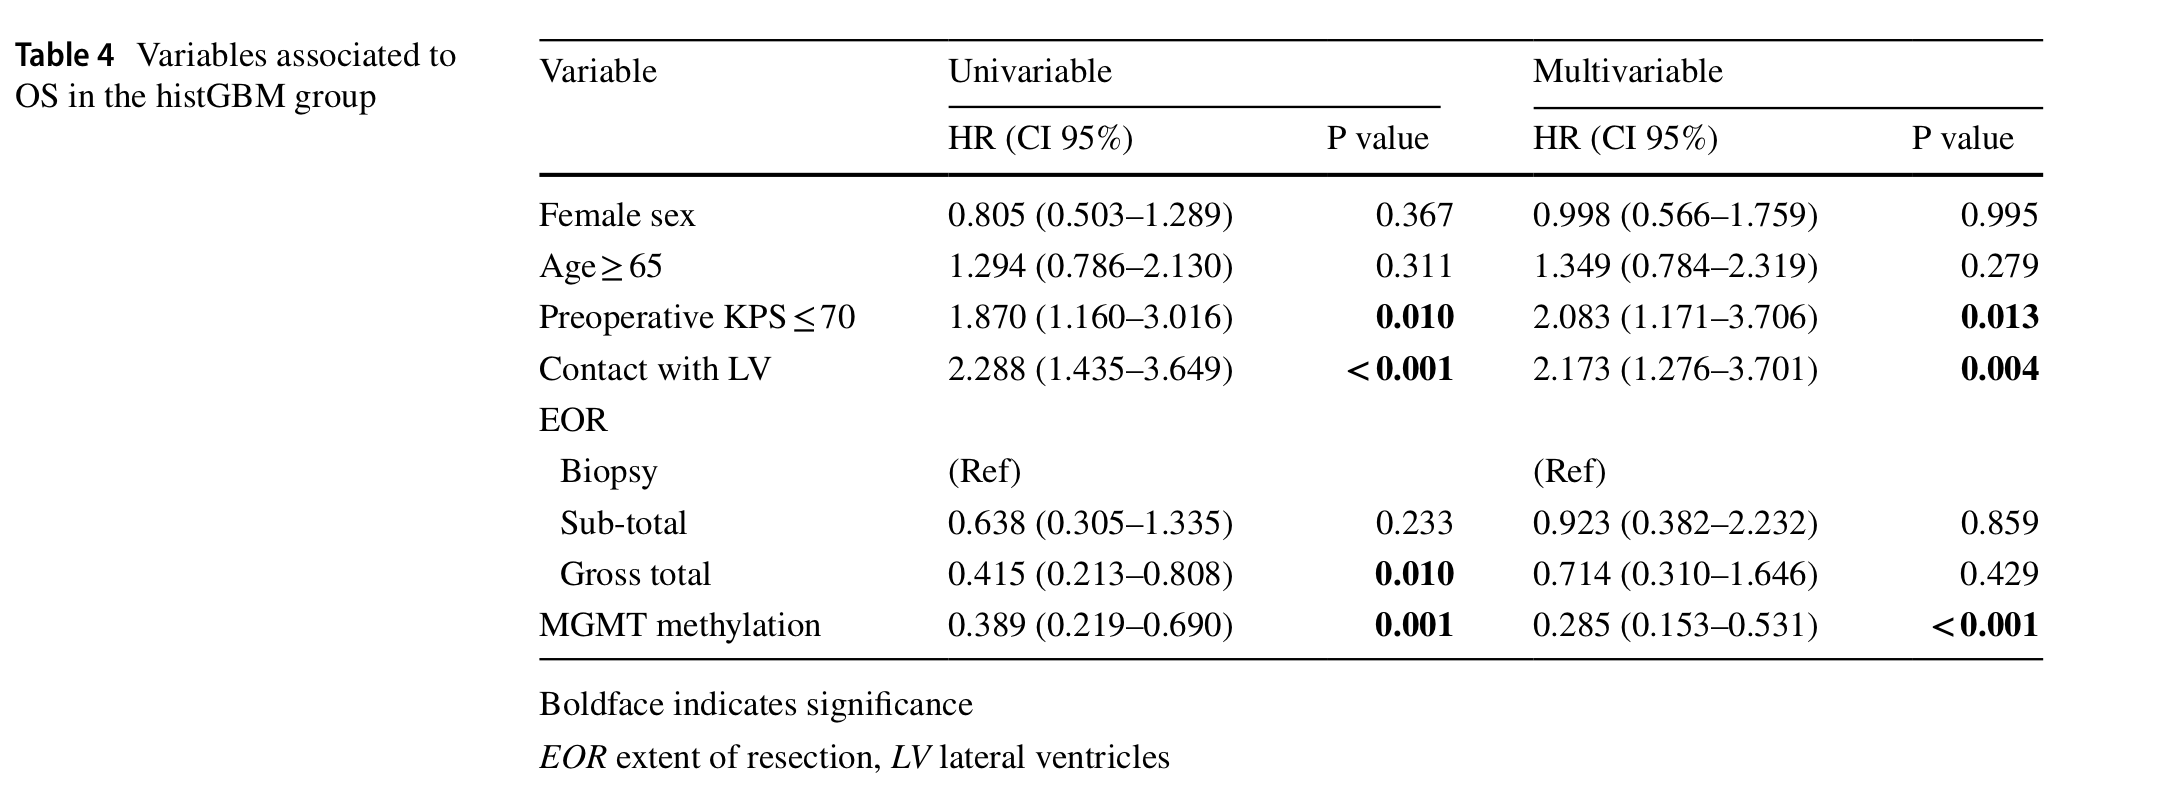 Table 4 Variables associated to
OS in the histGBM group
Variable Univariable Multivariable
HR (CI 95%) P value HR (CI 95%) P value
Female sex 0.805 (0.503–1.289) 0.367 0.998 (0.566–1.759) 0.995
Age ≥ 65 1.294 (0.786–2.130) 0.311 1.349 (0.784–2.319) 0.279
Preoperative KPS ≤ 70 1.870 (1.160–3.016) 0.010 2.083 (1.171–3.706) 0.013
Contact with LV 2.288 (1.435–3.649) < 0.001 2.173 (1.276–3.701) 0.004
EOR
Biopsy (Ref) (Ref)
Sub-total 0.638 (0.305–1.335) 0.233 0.923 (0.382–2.232) 0.859
Gross total 0.415 (0.213–0.808) 0.010 0.714 (0.310–1.646) 0.429
MGMT methylation 0.389 (0.219–0.690) 0.001 0.285 (0.153–0.531) < 0.001
Boldface indicates significance
EOR extent of resection, LV lateral ventricles